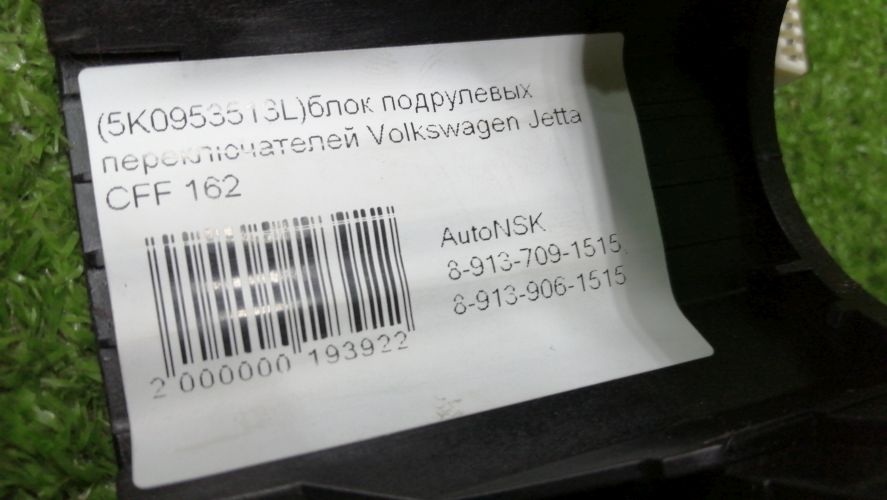 (5K0953513L)блок подрулевых
переключателей Volkswagen Jetta
CFF 162
AutoNSK
8-913-709-1515,
8-913-906-1515
2 000000 193922